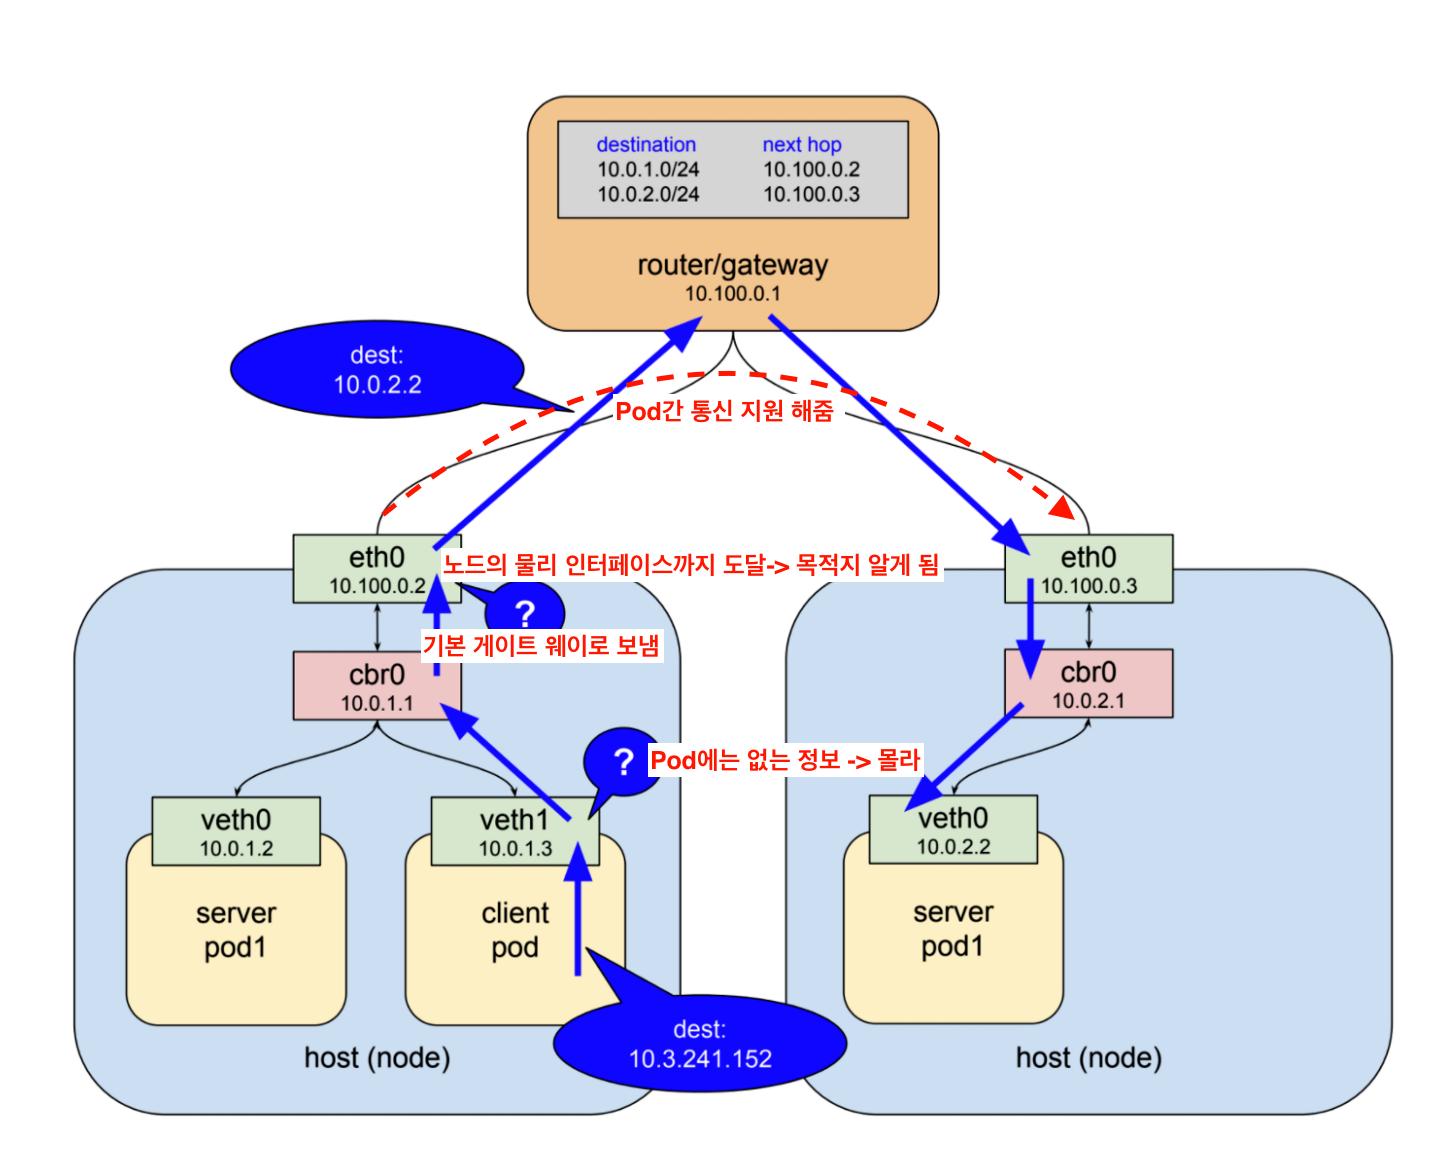 destination next hop
10.0.1.0/24 10.100.0.2
10.0.2.0/24 10.100.0.3
router/gateway
10.100.0.1
dest:
10.0.2.2
Pod간 통신 지원 해줌
eth0
10.100.0.2
노드의 물리 인터페이스까지 도달-> 목적지 알게 됨
eth0
10.100.0.3
?
기본 게이트 웨이로 보냄
cbr0
10.0.1.1
cbr0
10.0.2.1
?
Pod에는 없는 정보 -> 몰라
veth0
10.0.1.2
veth1
10.0.1.3
veth0
10.0.2.2
server
pod1
client
pod
server
pod1
dest:
10.3.241.152
host (node)
host (node)